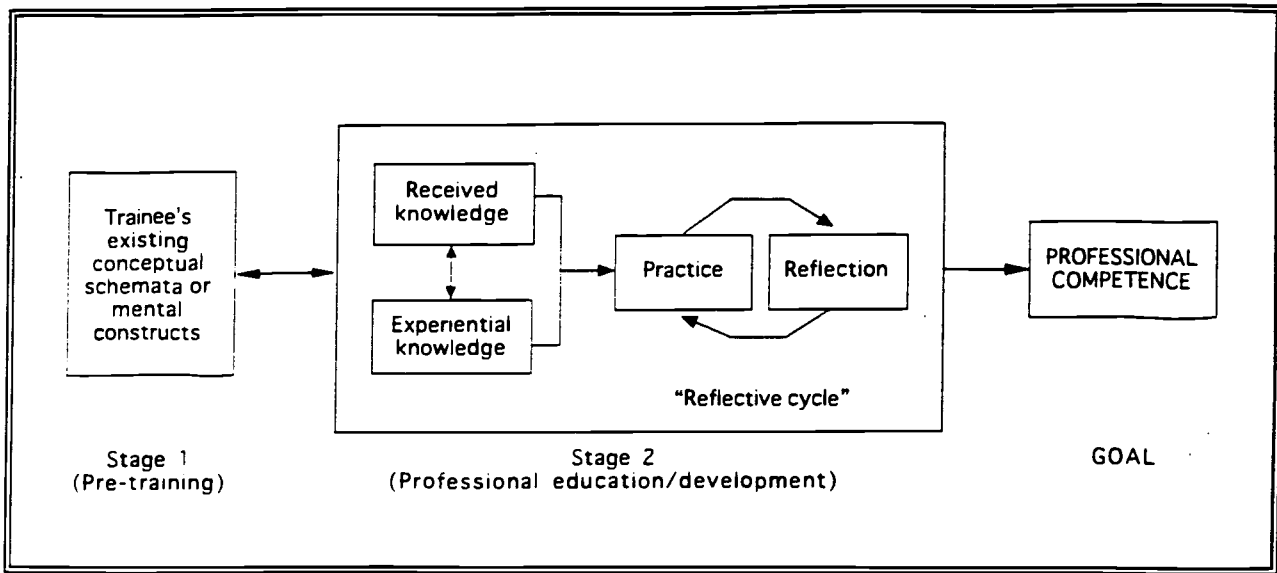 Trainee's
existing
conceptual
schemata or
mental
constructs
Received
knowledge
Experiential
knowledge
Practice
Reflection
"Reflective cycle"
PROFESSIONAL
COMPETENCE
Stage 1
(Pre-training)
Stage 2
(Professional education/development)
GOAL